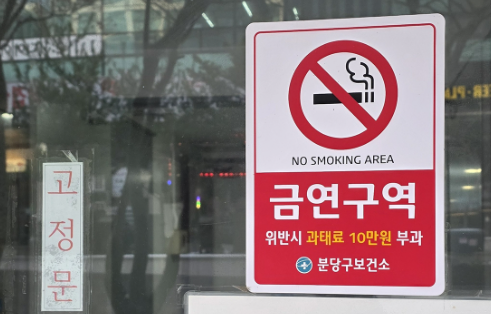 고정문
NO SMOKING AREA
금연구역
위반시 과태료 10만원 부과
분당구보건소